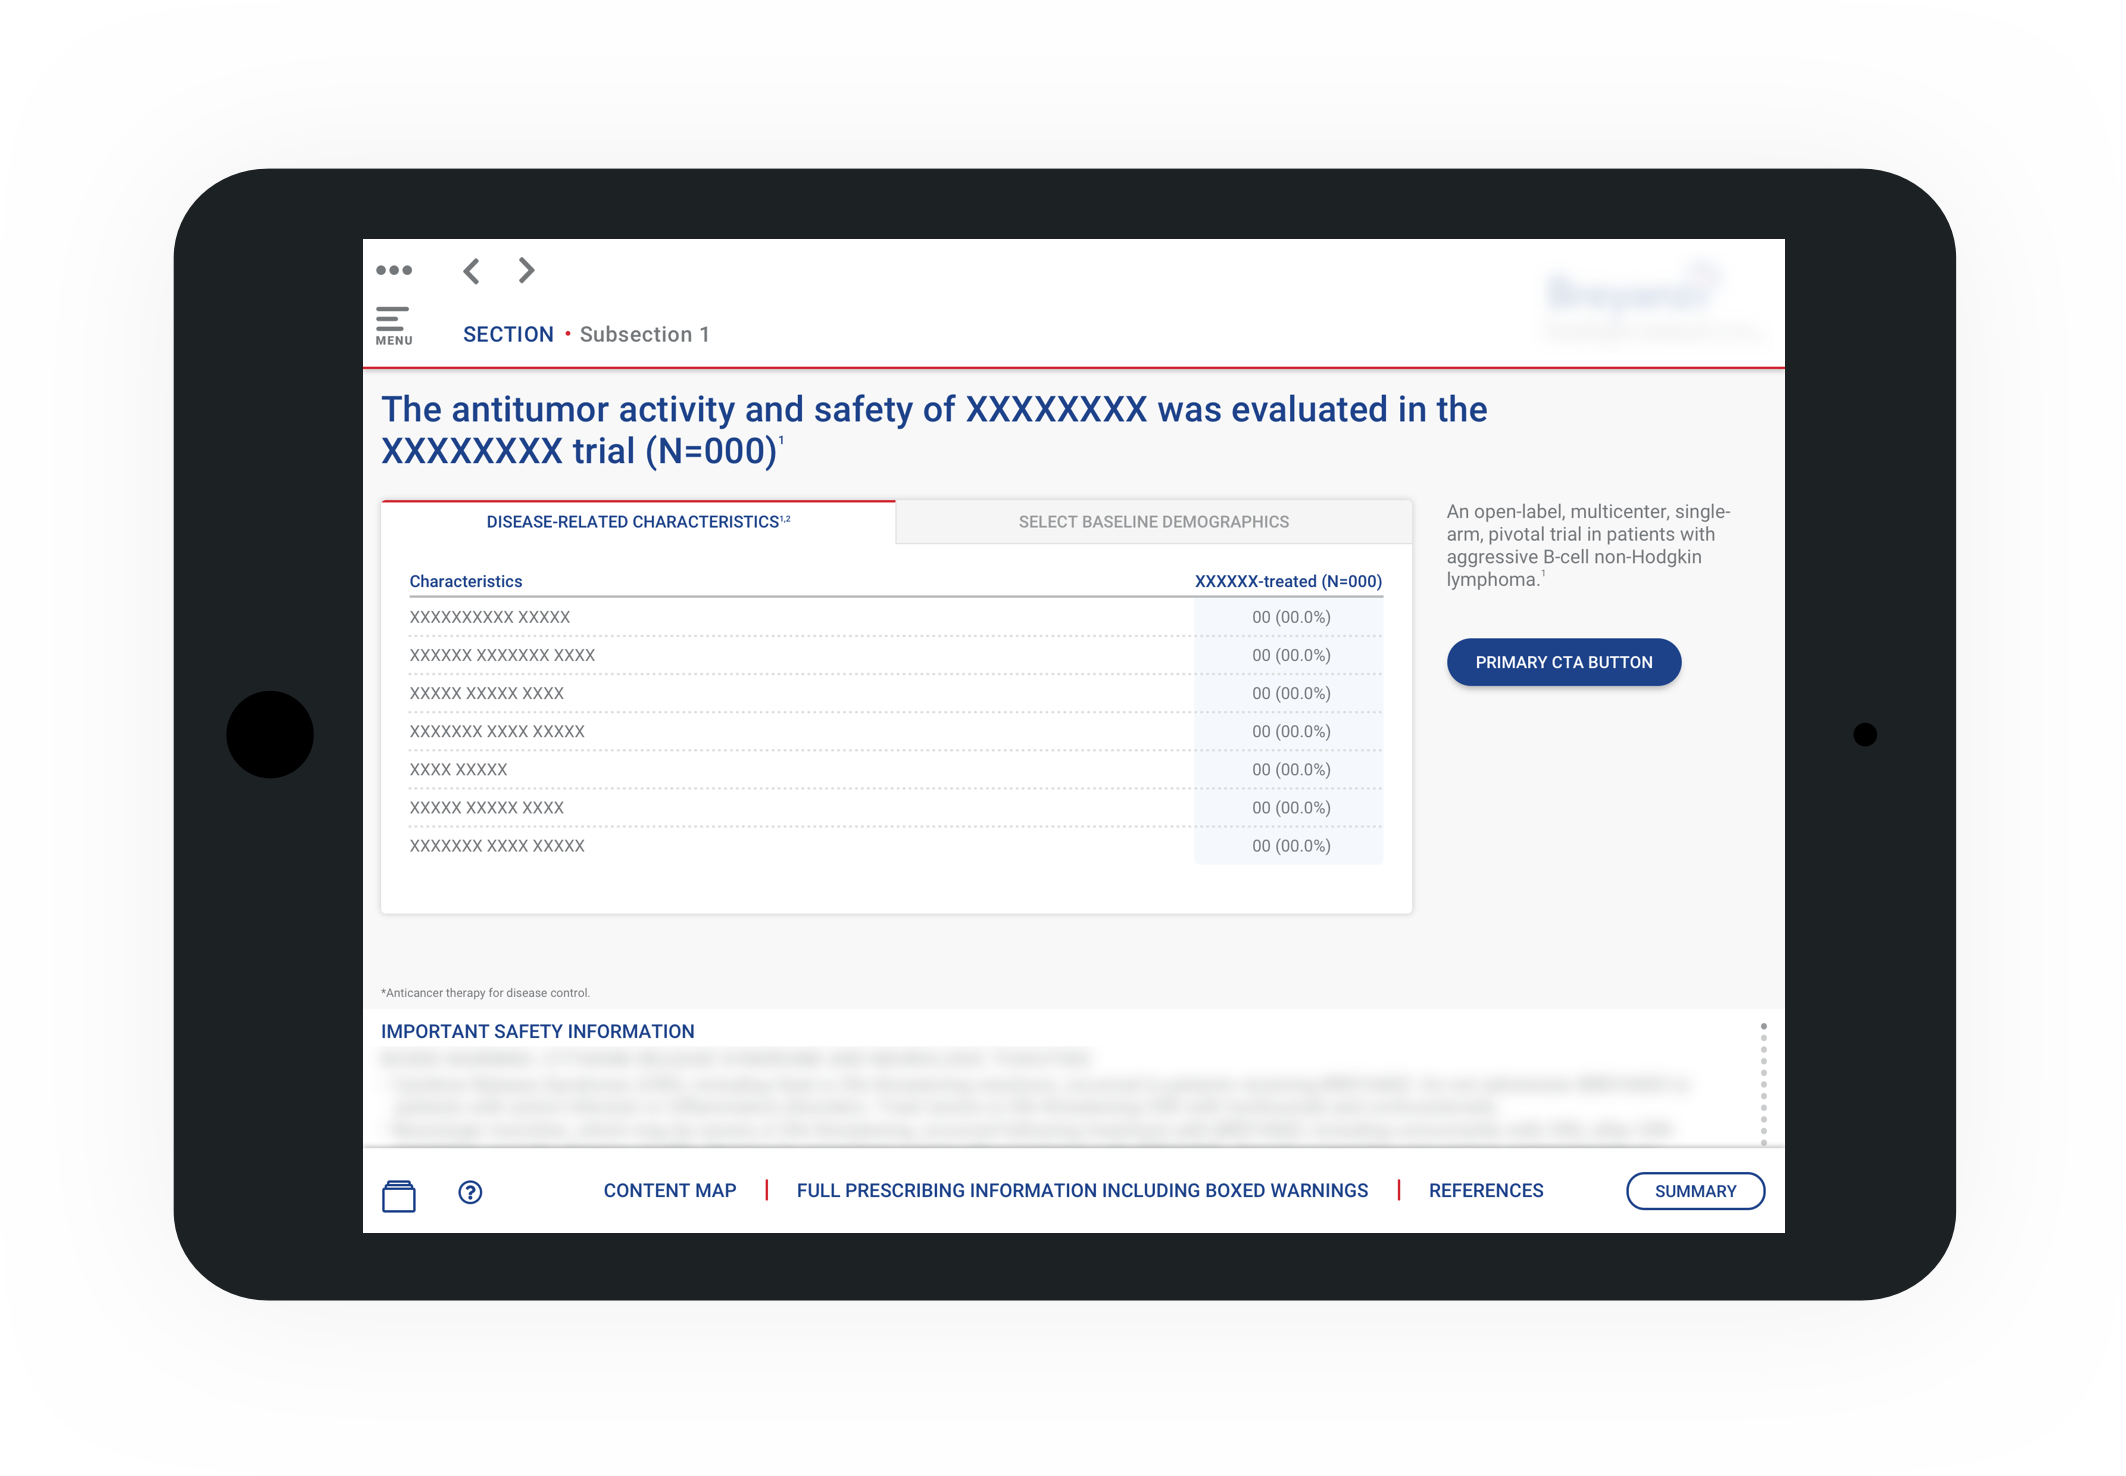 MENU
SECTION • Subsection 1
The antitumor activity and safety of XXXXXXXX was evaluated in the
XXXXXXXX trial (N=000)¹
DISEASE-RELATED CHARACTERISTICS¹,²
SELECT BASELINE DEMOGRAPHICS
Characteristics XXXXXX-treated (N=000)
XXXXXXXXXX XXXXX 00 (00.0%)
XXXXXX XXXXXXX XXXX 00 (00.0%)
XXXXX XXXXX XXXX 00 (00.0%)
XXXXXXX XXXX XXXXX 00 (00.0%)
XXXX XXXXX 00 (00.0%)
XXXXX XXXXX XXXX 00 (00.0%)
XXXXXXX XXXX XXXXX 00 (00.0%)
An open-label, multicenter, single-
arm, pivotal trial in patients with
aggressive B-cell non-Hodgkin
lymphoma.¹
PRIMARY CTA BUTTON
*Anticancer therapy for disease control.
IMPORTANT SAFETY INFORMATION
CONTENT MAP | FULL PRESCRIBING INFORMATION INCLUDING BOXED WARNINGS | REFERENCES
SUMMARY